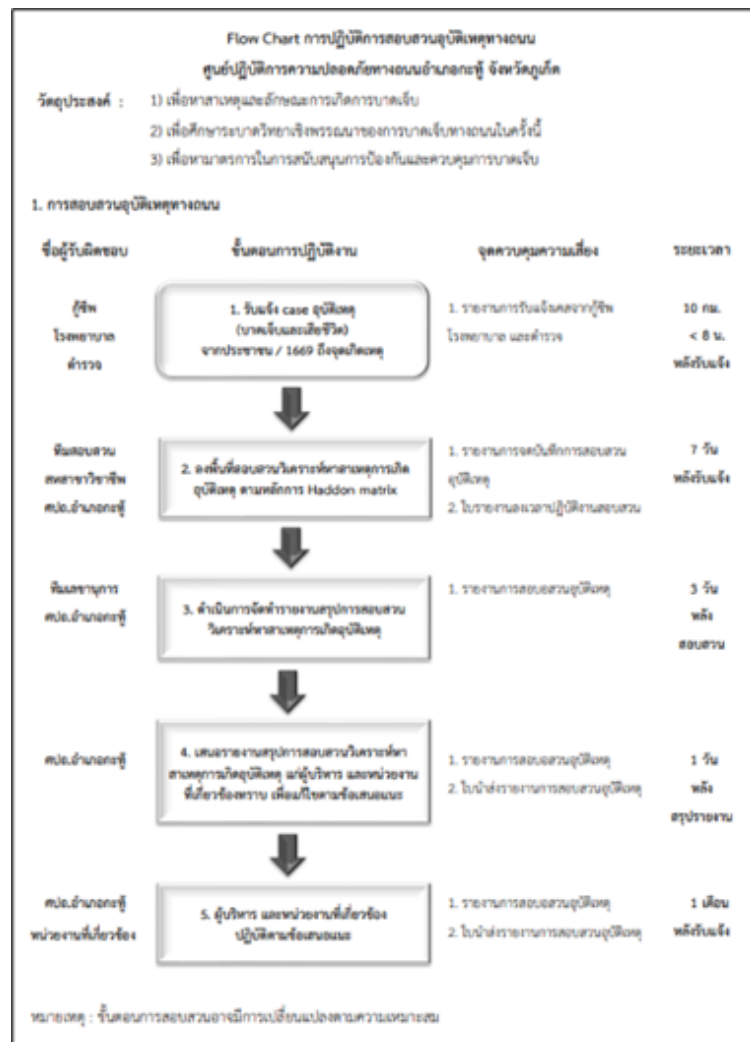 Flow Chart การปฏิบัติการสอบสวนอุบัติเหตุทางถนน
ศูนย์ปฏิบัติการความปลอดภัยทางถนนอำเภอกะทู้ จังหวัดภูเก็ต
วัตถุประสงค์ : 1) เพื่อหาสาเหตุและลักษณะการเกิดการบาดเจ็บ
2) เพื่อศึกษาระบาดวิทยาเชิงพรรณนาของการบาดเจ็บทางถนนในครั้งนี้
3) เพื่อหามาตรการในการสนับสนุนการป้องกันและควบคุมการบาดเจ็บ
1. การสอบสวนอุบัติเหตุทางถนน
ชื่อผู้รับผิดชอบ ขั้นตอนการปฏิบัติงาน จุดควบคุมความเสี่ยง ระยะเวลา
กู้ชีพ
โรงพยาบาล
ตำรวจ
1. รับแจ้ง case อุบัติเหตุ
(บาดเจ็บและเสียชีวิต)
จากประชาชน / 1669 ถึงจุดเกิดเหตุ
1. รายงานการรับแจ้งเคสจากกู้ชีพ
โรงพยาบาล และตำรวจ
10 กม.
< 8 น.
หลังรับแจ้ง
ทีมสอบสวน
สหสาขาวิชาชีพ
ศปถ.อำเภอกะทู้
2. ลงพื้นที่สอบสวนวิเคราะห์หาสาเหตุการเกิด
อุบัติเหตุ ตามหลักการ Haddon matrix
1. รายงานการจดบันทึกการสอบสวน
อุบัติเหตุ
2. ใบรายงานลงเวลาปฏิบัติงานสอบสวน
7 วัน
หลังรับแจ้ง
ทีมเลขานุการ
ศปถ.อำเภอกะทู้
3. ดำเนินการจัดทำรายงานสรุปการสอบสวน
วิเคราะห์หาสาเหตุการเกิดอุบัติเหตุ
1. รายงานการสอบอสวนอุบัติเหตุ
3 วัน
หลัง
สอบสวน
ศปถ.อำเภอกะทู้
4. เสนอรายงานสรุปการสอบสวนวิเคราะห์หา
สาเหตุการเกิดอุบัติเหตุ แก่ผู้บริหาร และหน่วยงาน
ที่เกี่ยวข้องทราบ เพื่อแก้ไขตามข้อเสนอแนะ
1. รายงานการสอบอสวนอุบัติเหตุ
2. ใบนำส่งรายงานการสอบสวนอุบัติเหตุ
1 วัน
หลัง
สรุปรายงาน
ศปถ.อำเภอกะทู้
หน่วยงานที่เกี่ยวข้อง
5. ผู้บริหาร และหน่วยงานที่เกี่ยวข้อง
ปฏิบัติตามข้อเสนอแนะ
1. รายงานการสอบอสวนอุบัติเหตุ
2. ใบนำส่งรายงานการสอบสวนอุบัติเหตุ
1 เดือน
หลังรับแจ้ง
หมายเหตุ : ขั้นตอนการสอบสวนอาจมีการเปลี่ยนแปลงตามความเหมาะสม